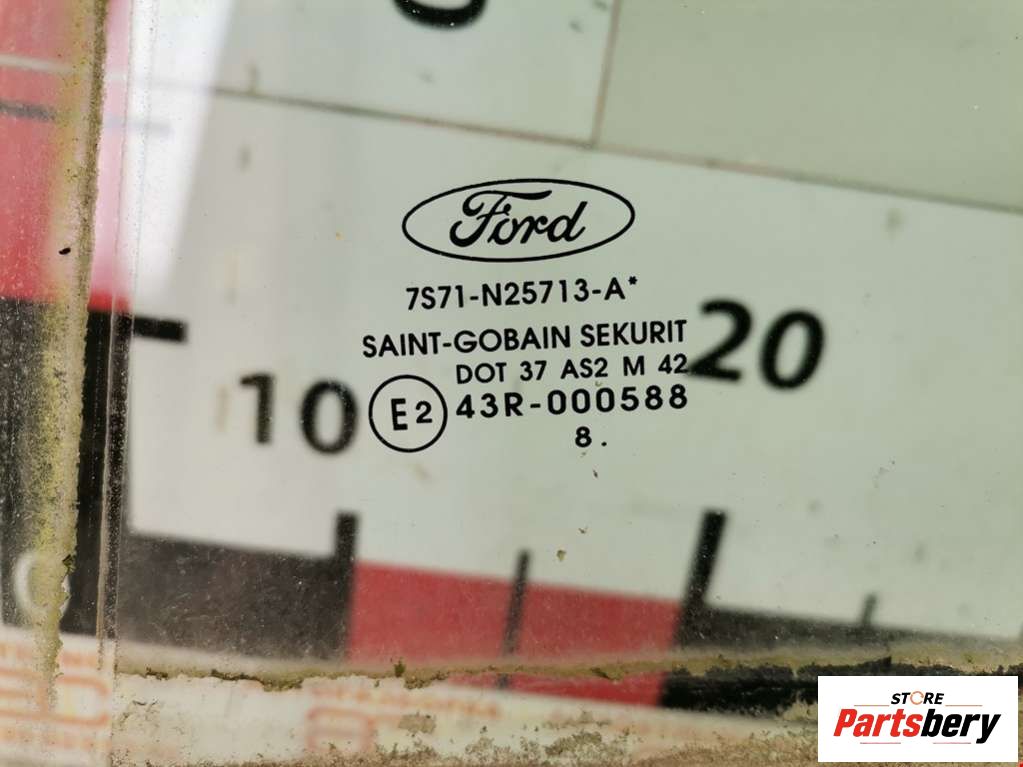 Ford
7S71-N25713-A*
SAINT-GOBAIN SEKURIT
DOT 37 AS2 M 42
E2 43R-000588
8 .
10 20
STORE
Partsbery